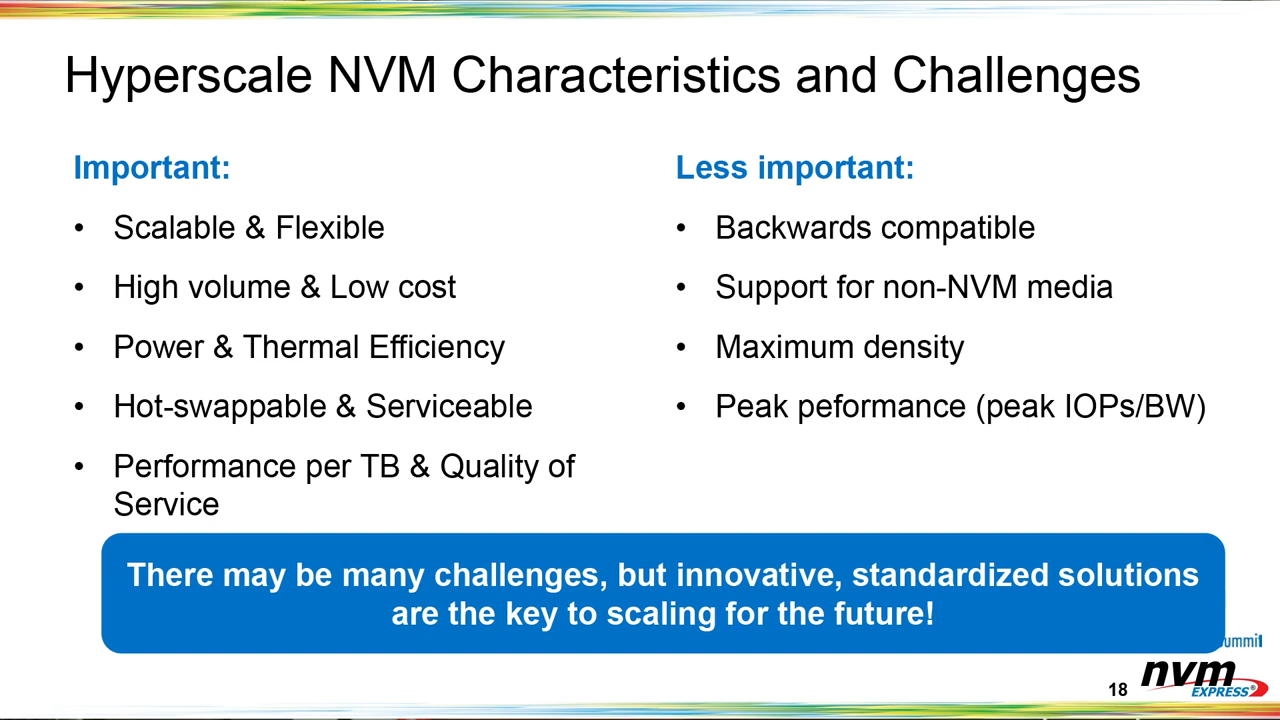 Hyperscale NVM Characteristics and Challenges
Important:
• Scalable & Flexible
• High volume & Low cost
• Power & Thermal Efficiency
• Hot-swappable & Serviceable
• Performance per TB & Quality of
Service
Less important:
• Backwards compatible
• Support for non-NVM media
• Maximum density
• Peak peformance (peak IOPs/BW)
There may be many challenges, but innovative, standardized solutions
are the key to scaling for the future!
18
nvm
EXPRESS®